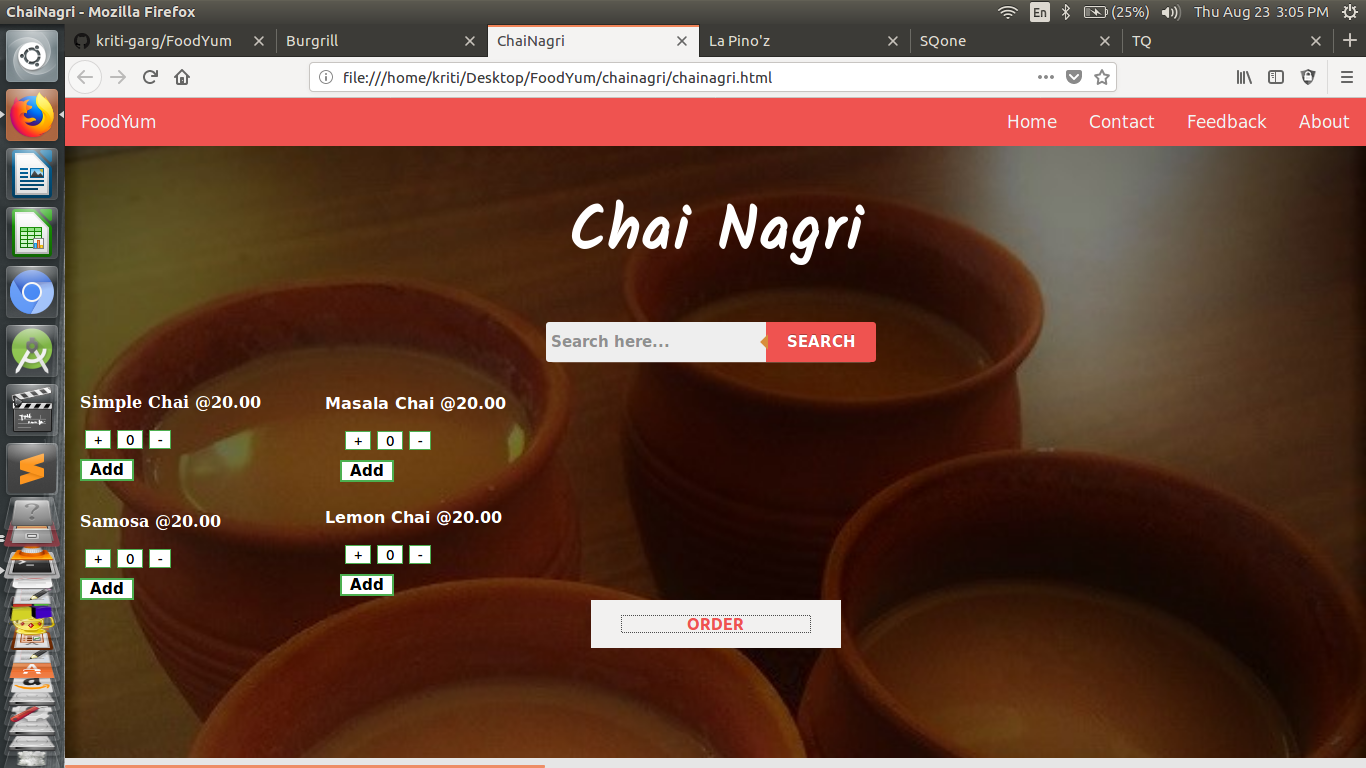 ChaiNagri - Mozilla Firefox
En (25%) Thu Aug 23 3:05 PM
kriti-garg/FoodYum Burgrill ChaiNagri La Pino'z SQone TQ
file:///home/kriti/Desktop/FoodYum/chainagri/chainagri.html
FoodYum Home Contact Feedback About
Chai Nagri
Search here... SEARCH
Simple Chai @20.00 Masala Chai @20.00
+ 0 - + 0 -
Add Add
Samosa @20.00 Lemon Chai @20.00
+ 0 - + 0 -
Add Add
ORDER